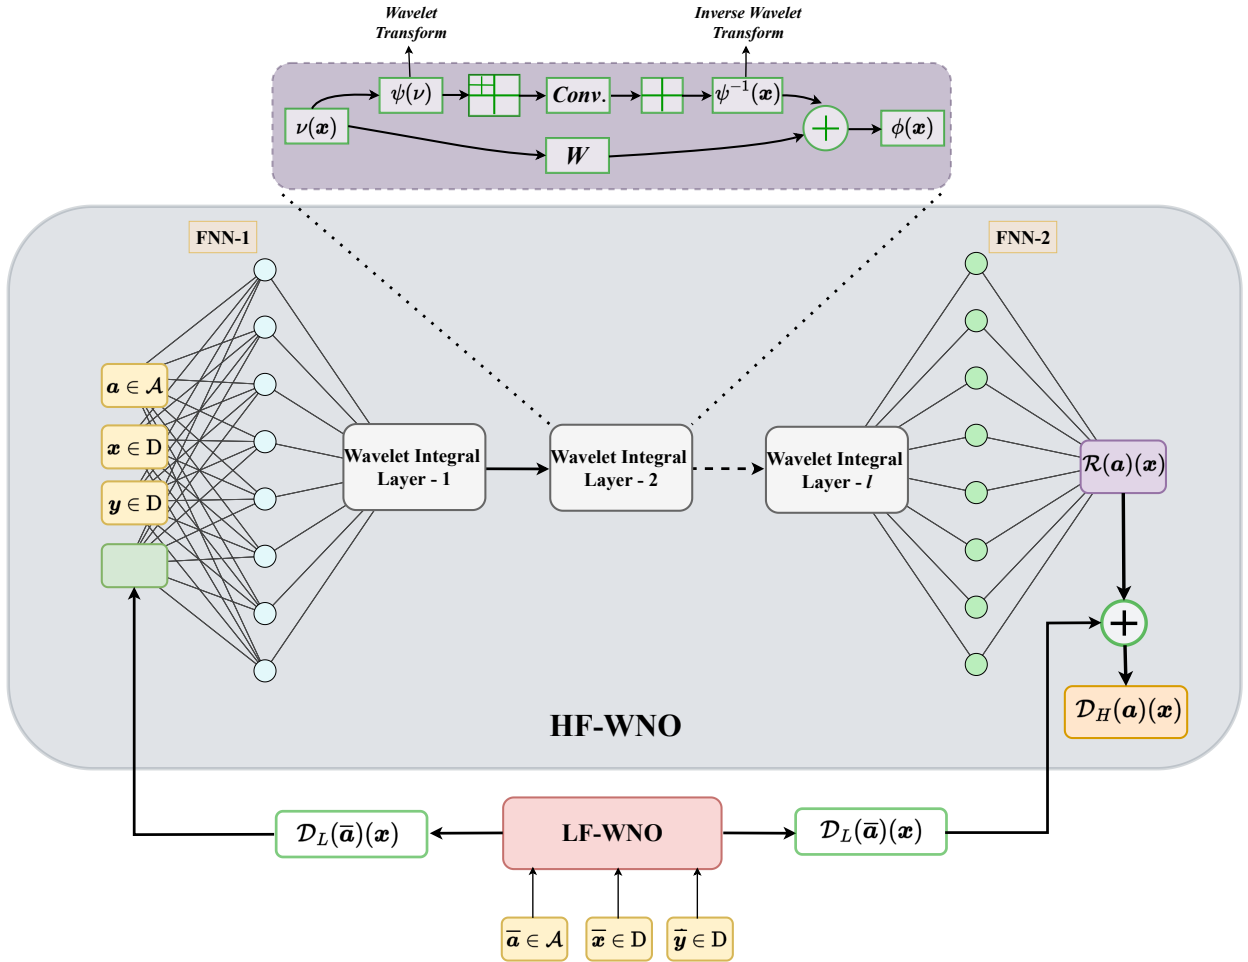 Wavelet
Transform
Inverse Wavelet
Transform
ν(𝒙)
ψ(𝝂)
Conv.
ψ⁻¹(𝒙)
W
+
ϕ(𝒙)
FNN-1
FNN-2
𝒂 ∈ 𝒜
𝒙 ∈ D
𝒚 ∈ D
Wavelet Integral
Layer - 1
Wavelet Integral
Layer - 2
Wavelet Integral
Layer - l
ℛ(𝒂)(𝒙)
+
𝒟_H(𝒂)(𝒙)
HF-WNO
𝒟_L(𝒂̅)(𝒙)
LF-WNO
𝒟_L(𝒂̅)(𝒙)
𝒂̅ ∈ 𝒜
𝒙̅ ∈ D
𝒚̅ ∈ D